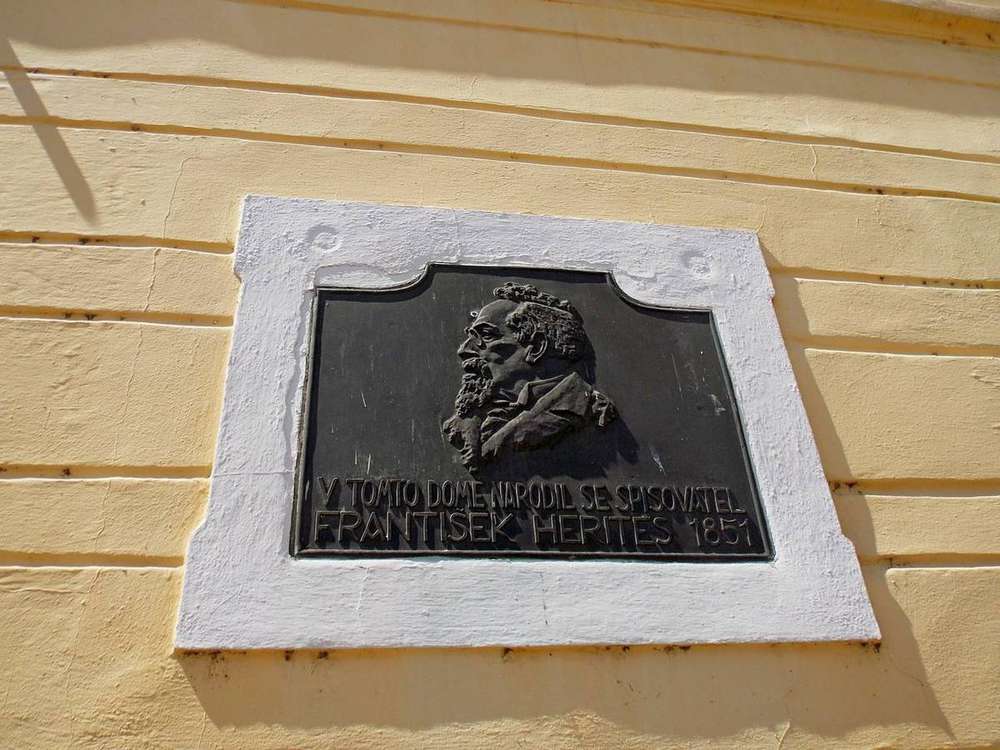 V TOMTO DOMĚ NARODIL SE SPISOVATEL
FRANTIŠEK HERITES 1851